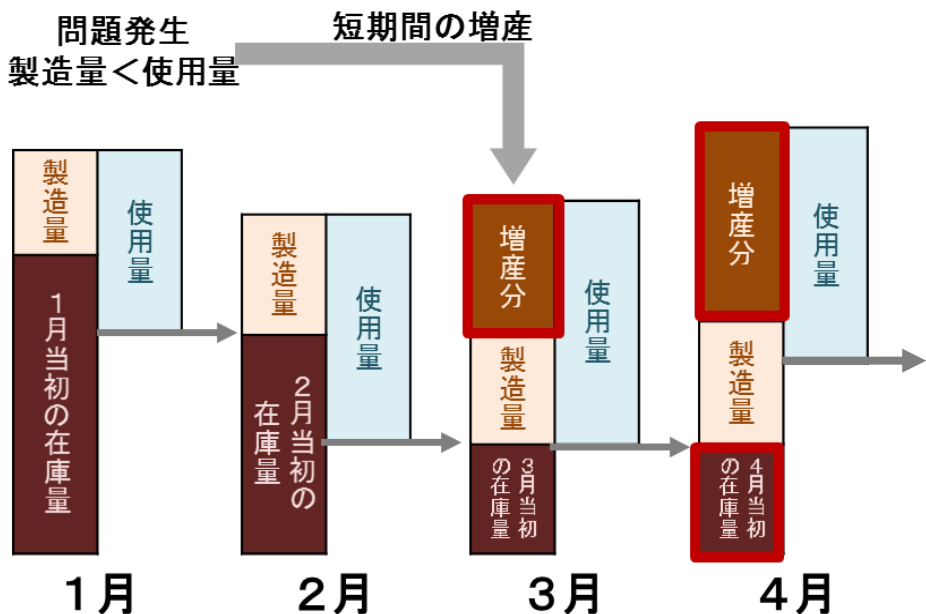 問題発生
製造量＜使用量
短期間の増産
製造量
使用量
１月当初の在庫量
製造量
使用量
２月当初の
在庫量
増産分
使用量
製造量
３月当初
の在庫量
増産分
使用量
製造量
４月当初
の在庫量
１月
２月
３月
４月